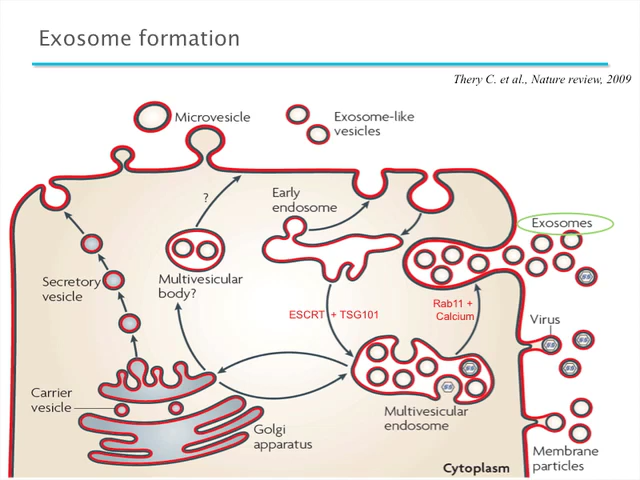 Exosome formation
Thery C. et al., Nature review, 2009
Microvesicle
Exosome-like
vesicles
?
Early
endosome
Exosomes
Secretory
vesicle
Multivesicular
body?
ESCRT + TSG101
Rab11 +
Calcium
Virus
Carrier
vesicle
Golgi
apparatus
Multivesicular
endosome
Membrane
particles
Cytoplasm